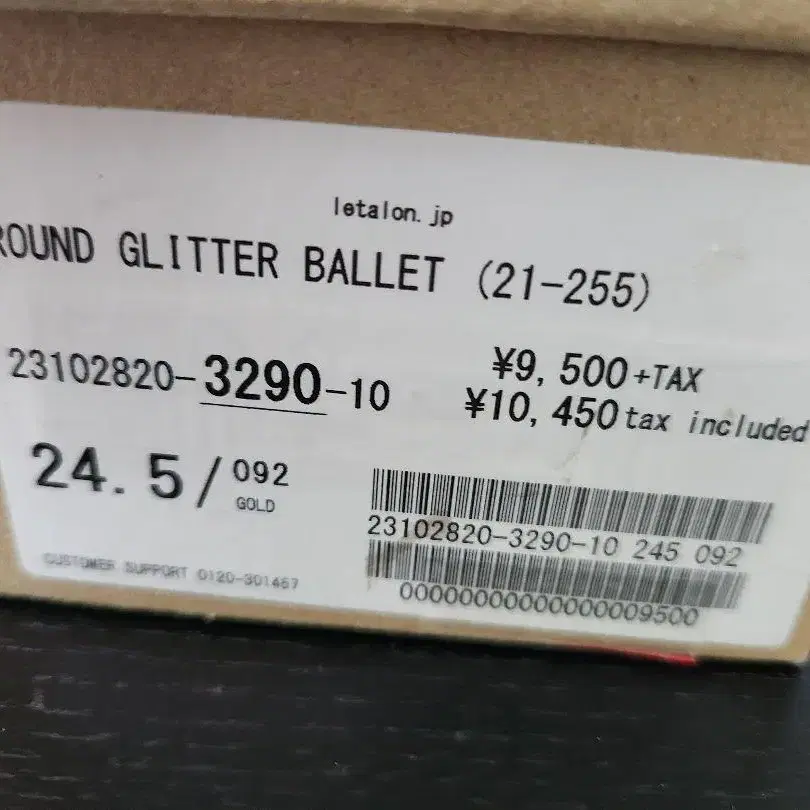 letalon.jp
ROUND GLITTER BALLET (21-255)
23102820-3290-10
¥9,500+TAX
¥10,450 tax included
24.5/092
GOLD
23102820-3290-10 245 092
CUSTOMER SUPPORT 0120-301457
00000000000000009500